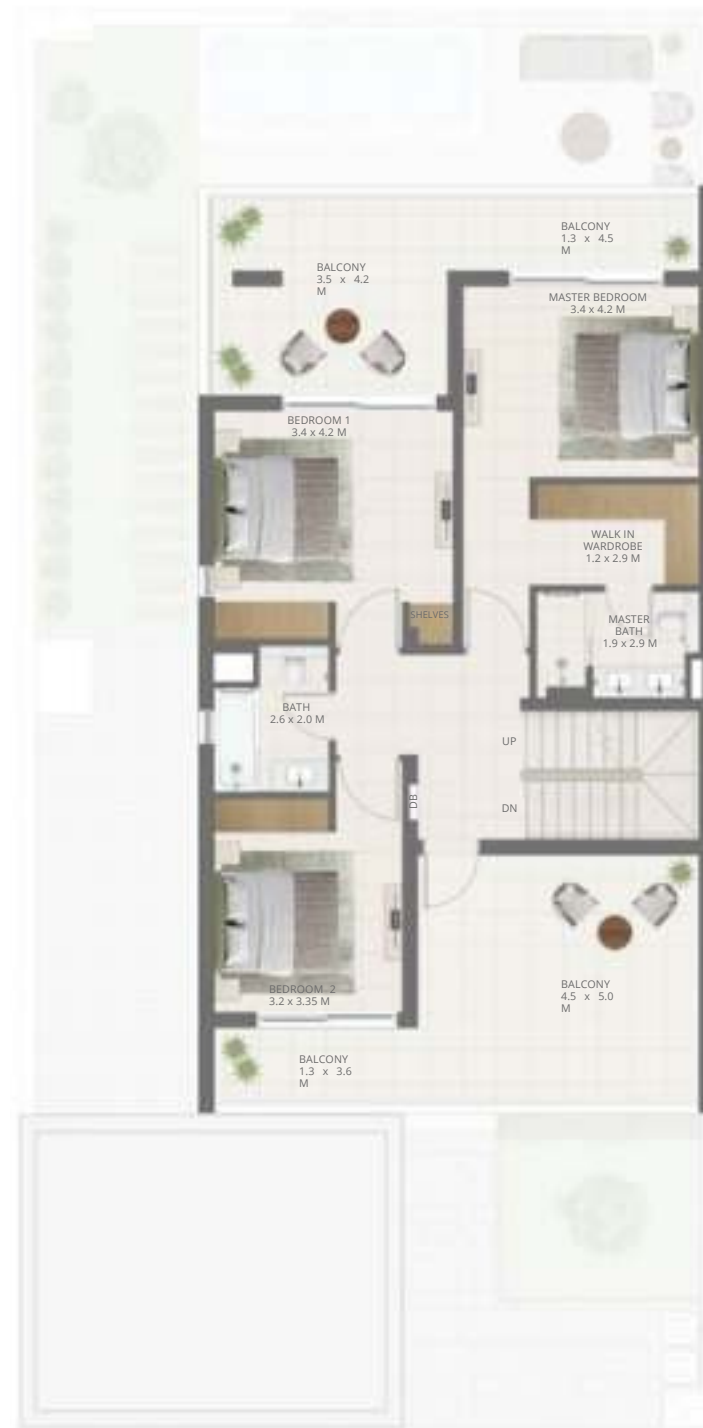 BALCONY
1.3 x 4.5
M
BALCONY
3.5 x 4.2
M
MASTER BEDROOM
3.4 x 4.2 M
BEDROOM 1
3.4 x 4.2 M
WALK IN
WARDROBE
1.2 x 2.9 M
SHELVES
MASTER
BATH
1.9 x 2.9 M
BATH
2.6 x 2.0 M
UP
DB
DN
BALCONY
4.5 x 5.0
M
BEDROOM 2
3.2 x 3.35 M
BALCONY
1.3 x 3.6
M